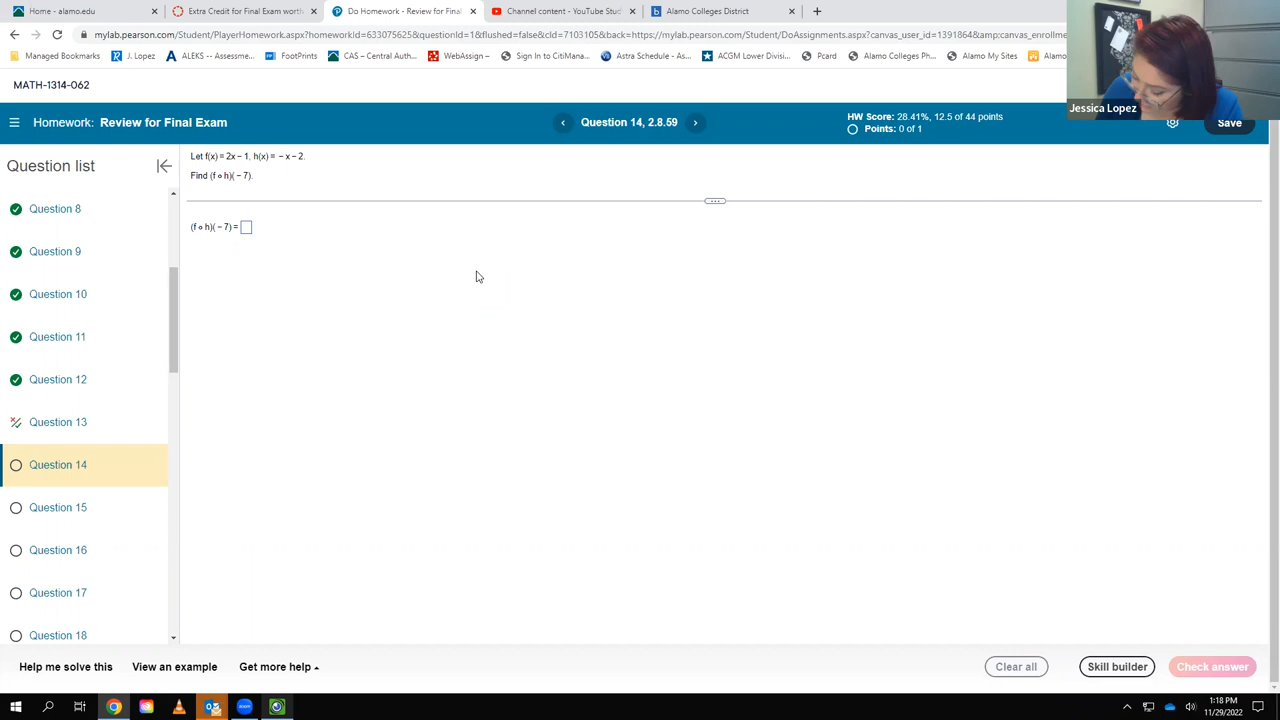 Home - alamo.edu
Extra Credit for Final Exam worth
Do Homework - Review for Final
Channel content - YouTube Stud
Alamo Colleges District
mylab.pearson.com/Student/PlayerHomework.aspx?homeworkId=633075625&questionId=1&flushed=false&cId=7103105&back=https://mylab.pearson.com/Student/DoAssignments.aspx?canvas_user_id=1391864&amp;canvas_enrollme
Managed Bookmarks
J. Lopez
ALEKS -- Assessme...
FootPrints
CAS – Central Auth...
WebAssign –
Sign In to CitiMana...
Astra Schedule - As...
ACGM Lower Divisi...
Pcard
Alamo Colleges Ph...
Alamo My Sites
Alamo
MATH-1314-062
Jessica Lopez
Homework: Review for Final Exam
Question 14, 2.8.59
HW Score: 28.41%, 12.5 of 44 points
Points: 0 of 1
Save
Question list
Let f(x) = 2x − 1, h(x) = − x − 2.
Find (f ∘ h)( − 7).
(f ∘ h)( − 7) =
Question 8
Question 9
Question 10
Question 11
Question 12
Question 13
Question 14
Question 15
Question 16
Question 17
Question 18
Help me solve this
View an example
Get more help
Clear all
Skill builder
Check answer
1:18 PM
11/29/2022